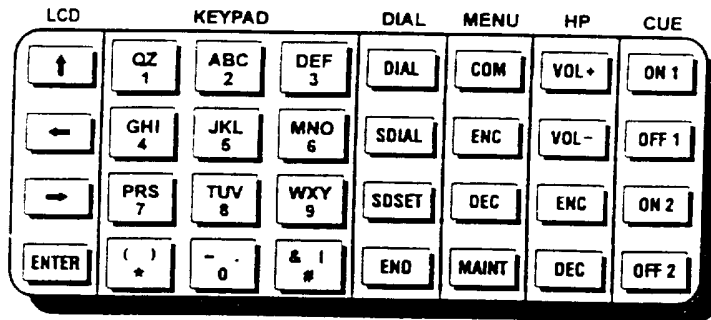 LCD KEYPAD DIAL MENU HP CUE
↑ QZ ABC DEF DIAL COM VOL+ ON 1
1 2 3
← GHI JKL MNO SDIAL ENC VOL− OFF 1
4 5 6
→ PRS TUV WXY SDSET DEC ENC ON 2
7 8 9
ENTER ( ) − . & | END MAINT DEC OFF 2
* 0 #